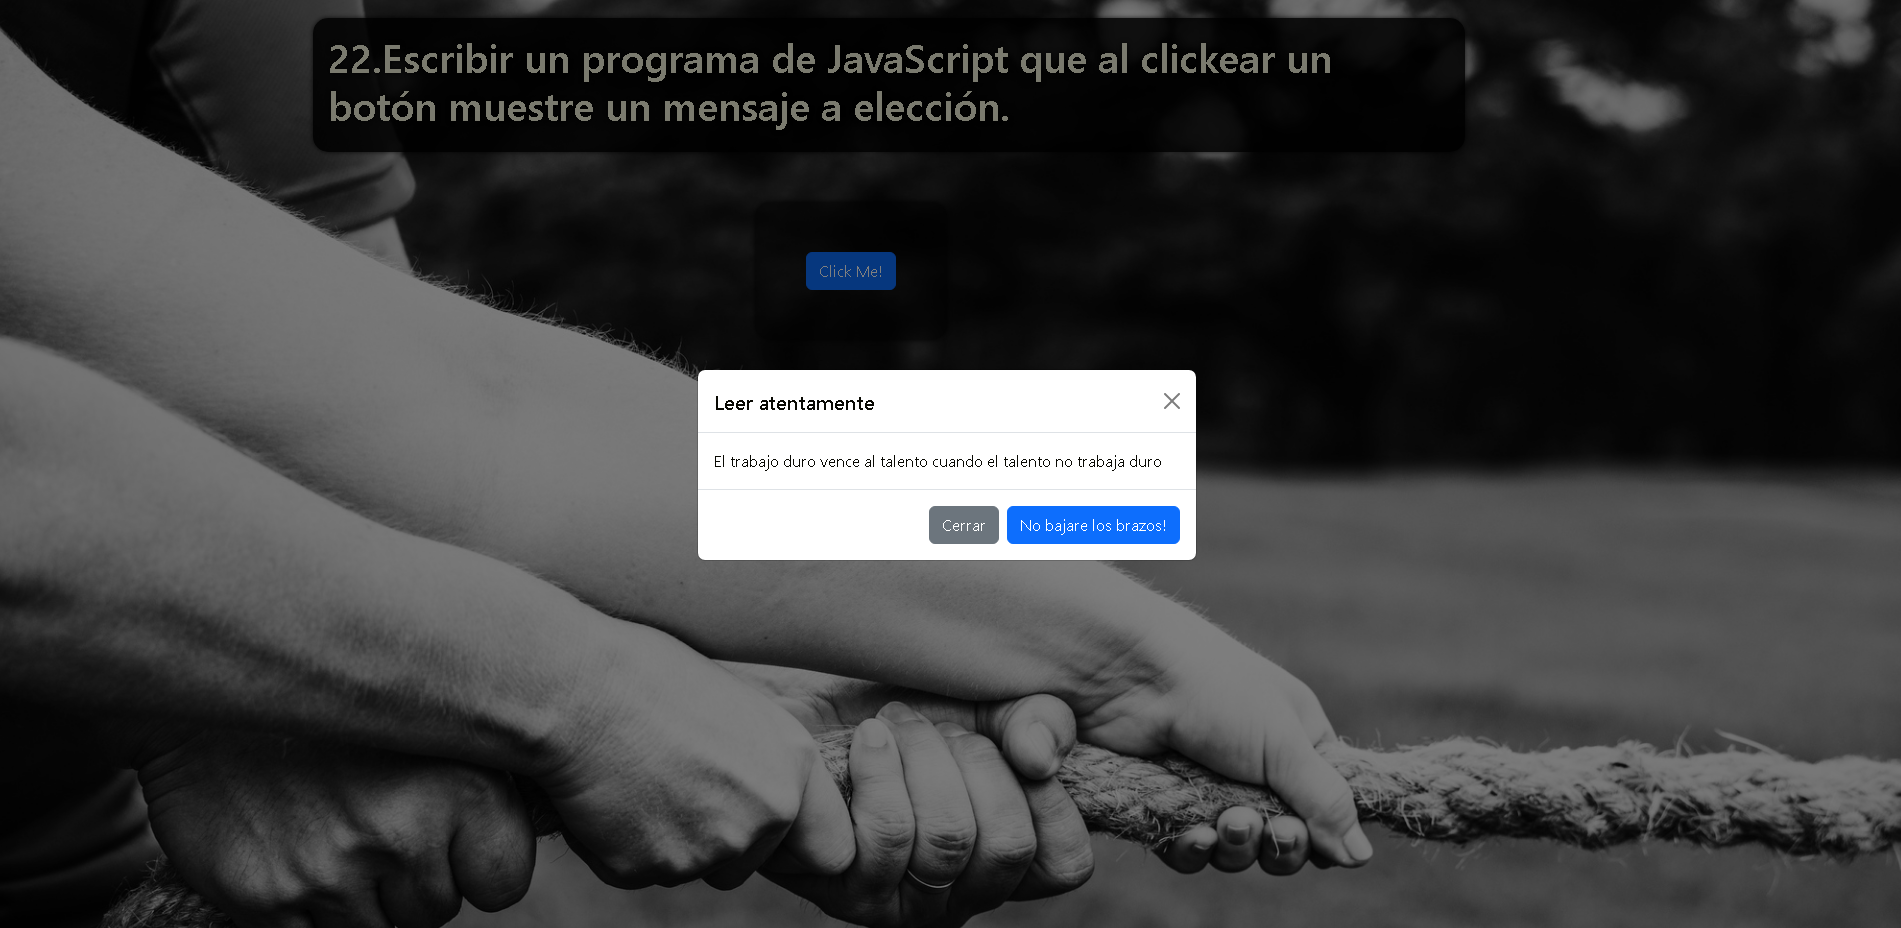 22.Escribir un programa de JavaScript que al clickear un
botón muestre un mensaje a elección.
Click Me!
Leer atentamente
El trabajo duro vence al talento cuando el talento no trabaja duro
Cerrar
No bajare los brazos!